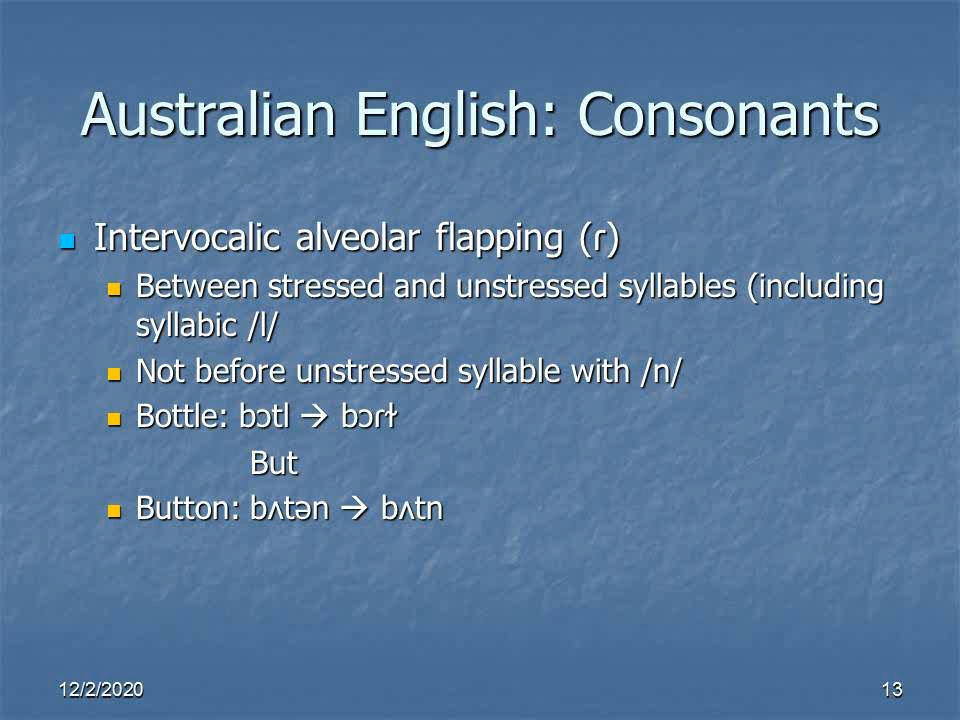 Australian English: Consonants
Intervocalic alveolar flapping (ɾ)
Between stressed and unstressed syllables (including
syllabic /l/
Not before unstressed syllable with /n/
Bottle: bɔtl → bɔɾɫ
But
Button: bʌtən → bʌtn
12/2/2020
13